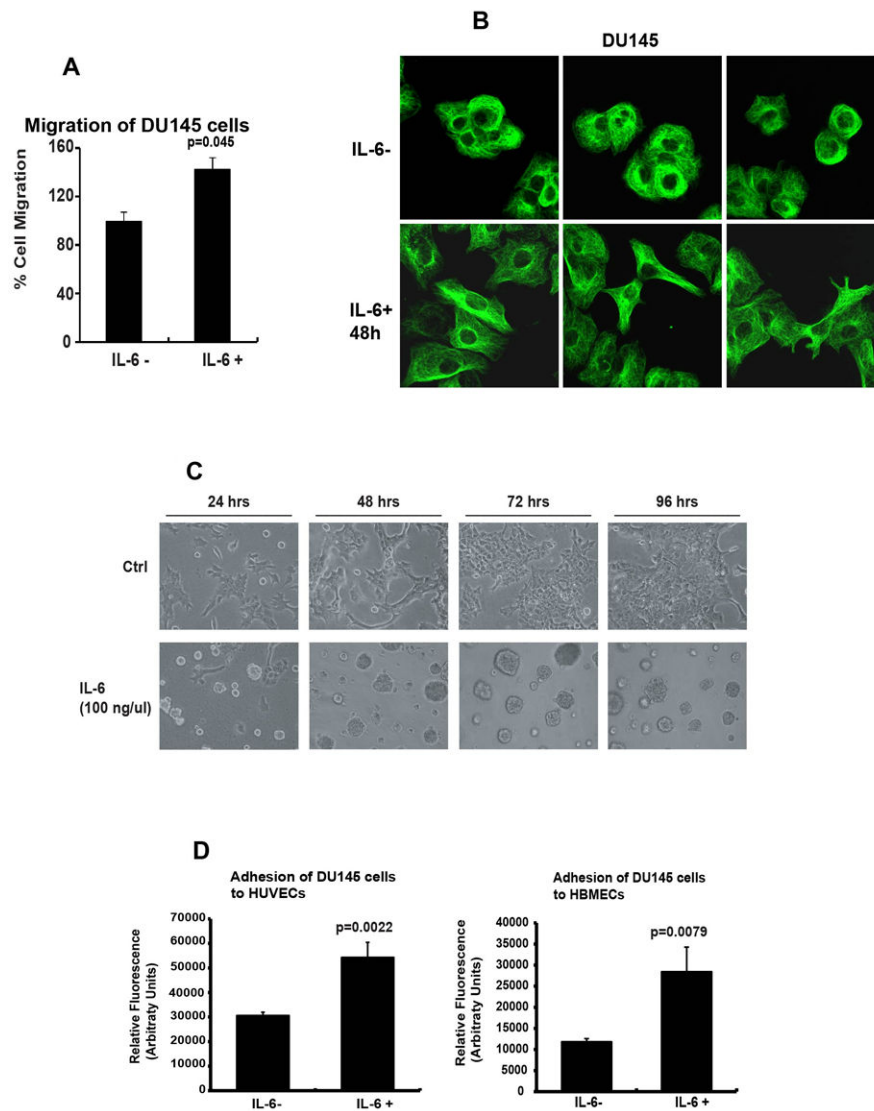 A
Migration of DU145 cells
p=0.045
% Cell Migration
160
120
80
40
0
IL-6 -
IL-6 +
B
DU145
IL-6-
IL-6+
48h
C
24 hrs
48 hrs
72 hrs
96 hrs
Ctrl
IL-6
(100 ng/ul)
D
Adhesion of DU145 cells
to HUVECs
p=0.0022
Relative Fluorescence
(Arbitraty Units)
70000
60000
50000
40000
30000
20000
10000
0
IL-6-
IL-6 +
Adhesion of DU145 cells
to HBMECs
p=0.0079
Relative Fluorescence
(Arbitraty Units)
40000
35000
30000
25000
20000
15000
10000
5000
0
IL-6-
IL-6 +